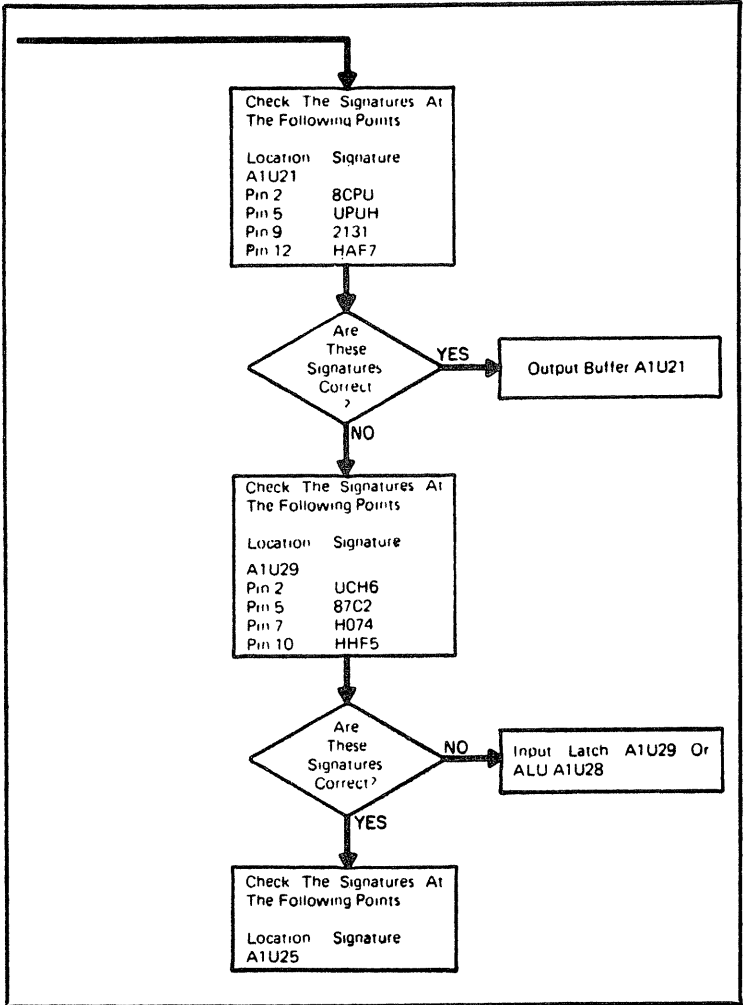 Check The Signatures At
The Following Points
Location Signature
A1U21
Pin 2 8CPU
Pin 5 UPUH
Pin 9 2131
Pin 12 HAF7
Are
These
Signatures
Correct
?
YES
Output Buffer A1U21
NO
Check The Signatures At
The Following Points
Location Signature
A1U29
Pin 2 UCH6
Pin 5 87C2
Pin 7 H074
Pin 10 HHF5
Are
These
Signatures
Correct?
NO
Input Latch A1U29 Or
ALU A1U28
YES
Check The Signatures At
The Following Points
Location Signature
A1U25